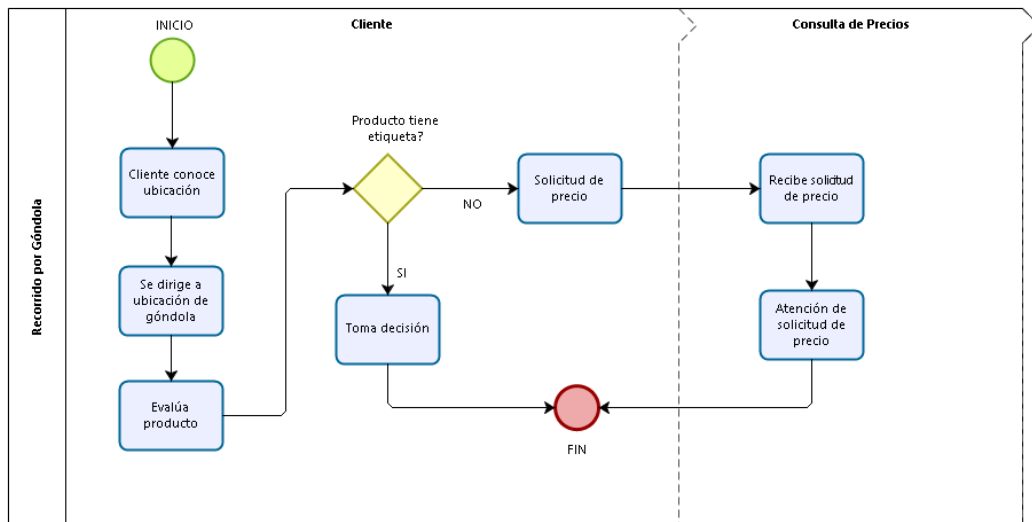 INICIO
Cliente
Consulta de Precios
Recorrido por Góndola
Cliente conoce
ubicación
Se dirige a
ubicación de
góndola
Evalúa
producto
Producto tiene
etiqueta?
NO
SI
Solicitud de
precio
Toma decisión
Recibe solicitud
de precio
Atención de
solicitud de
precio
FIN